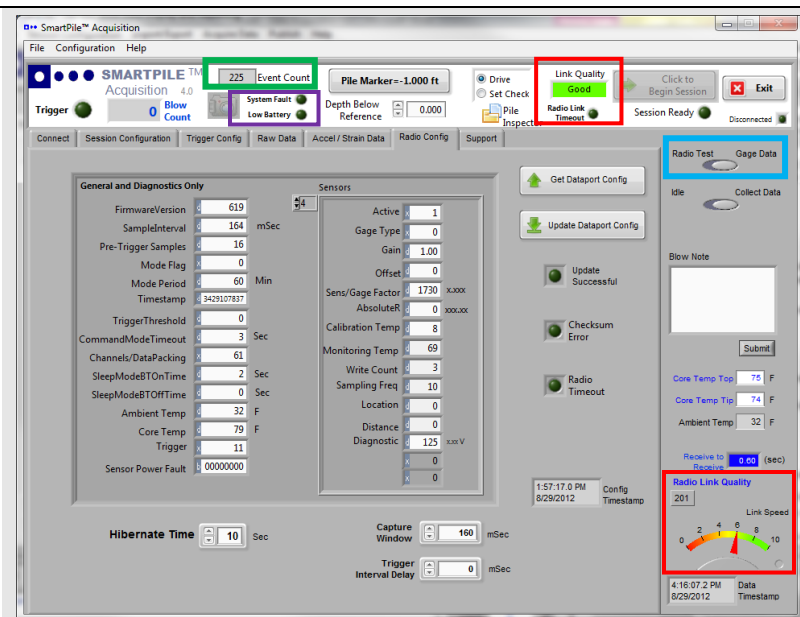 SmartPile™ Acquisition
File Configuration Help
SMARTPILE TM
Acquisition 4.0
Trigger
0 Blow Count
225 Event Count
System Fault
Low Battery
Pile Marker=-1.000 ft
Depth Below Reference 0.000
Drive
Set Check
Pile Inspector
Link Quality
Good
Radio Link Timeout
Click to Begin Session
Session Ready
Exit
Disconnected
Connect Session Configuration Trigger Config Raw Data Accel / Strain Data Radio Config Support
General and Diagnostics Only
FirmwareVersion d 619
SampleInterval d 164 mSec
Pre-Trigger Samples d 16
Mode Flag x 0
Mode Period d 60 Min
Timestamp d 3429107837
TriggerThreshold d 0
CommandModeTimeout d 3 Sec
Channels/DataPacking x 61
SleepModeBTOnTime d 2 Sec
SleepModeBTOffTime d 0 Sec
Ambient Temp d 32 F
Core Temp d 79 F
Trigger x 11
Sensor Power Fault b 00000000
4
Sensors
Active x 1
Gage Type x 0
Gain d 1.00
Offset d 0
Sens/Gage Factor d 1730 x.xxx
AbsoluteR d 0 xxx.xx
Calibration Temp d 8
Monitoring Temp d 69
Write Count d 3
Sampling Freq d 10
Location d 0
Distance d 0
Diagnostic d 125 x.xx V
x 0
x 0
Hibernate Time 10 Sec
Capture Window 160 mSec
Trigger Interval Delay 0 mSec
Get Dataport Config
Update Dataport Config
Update Successful
Checksum Error
Radio Timeout
1:57:17.0 PM
8/29/2012
Config Timestamp
Radio Test Gage Data
Idle Collect Data
Blow Note
Submit
Core Temp Top 75 F
Core Temp Tip 74 F
Ambient Temp 32 F
Receive to Receive 0.60 (sec)
Radio Link Quality
201
Link Speed
0 2 4 6 8 10
4:16:07.2 PM
8/29/2012
Data Timestamp